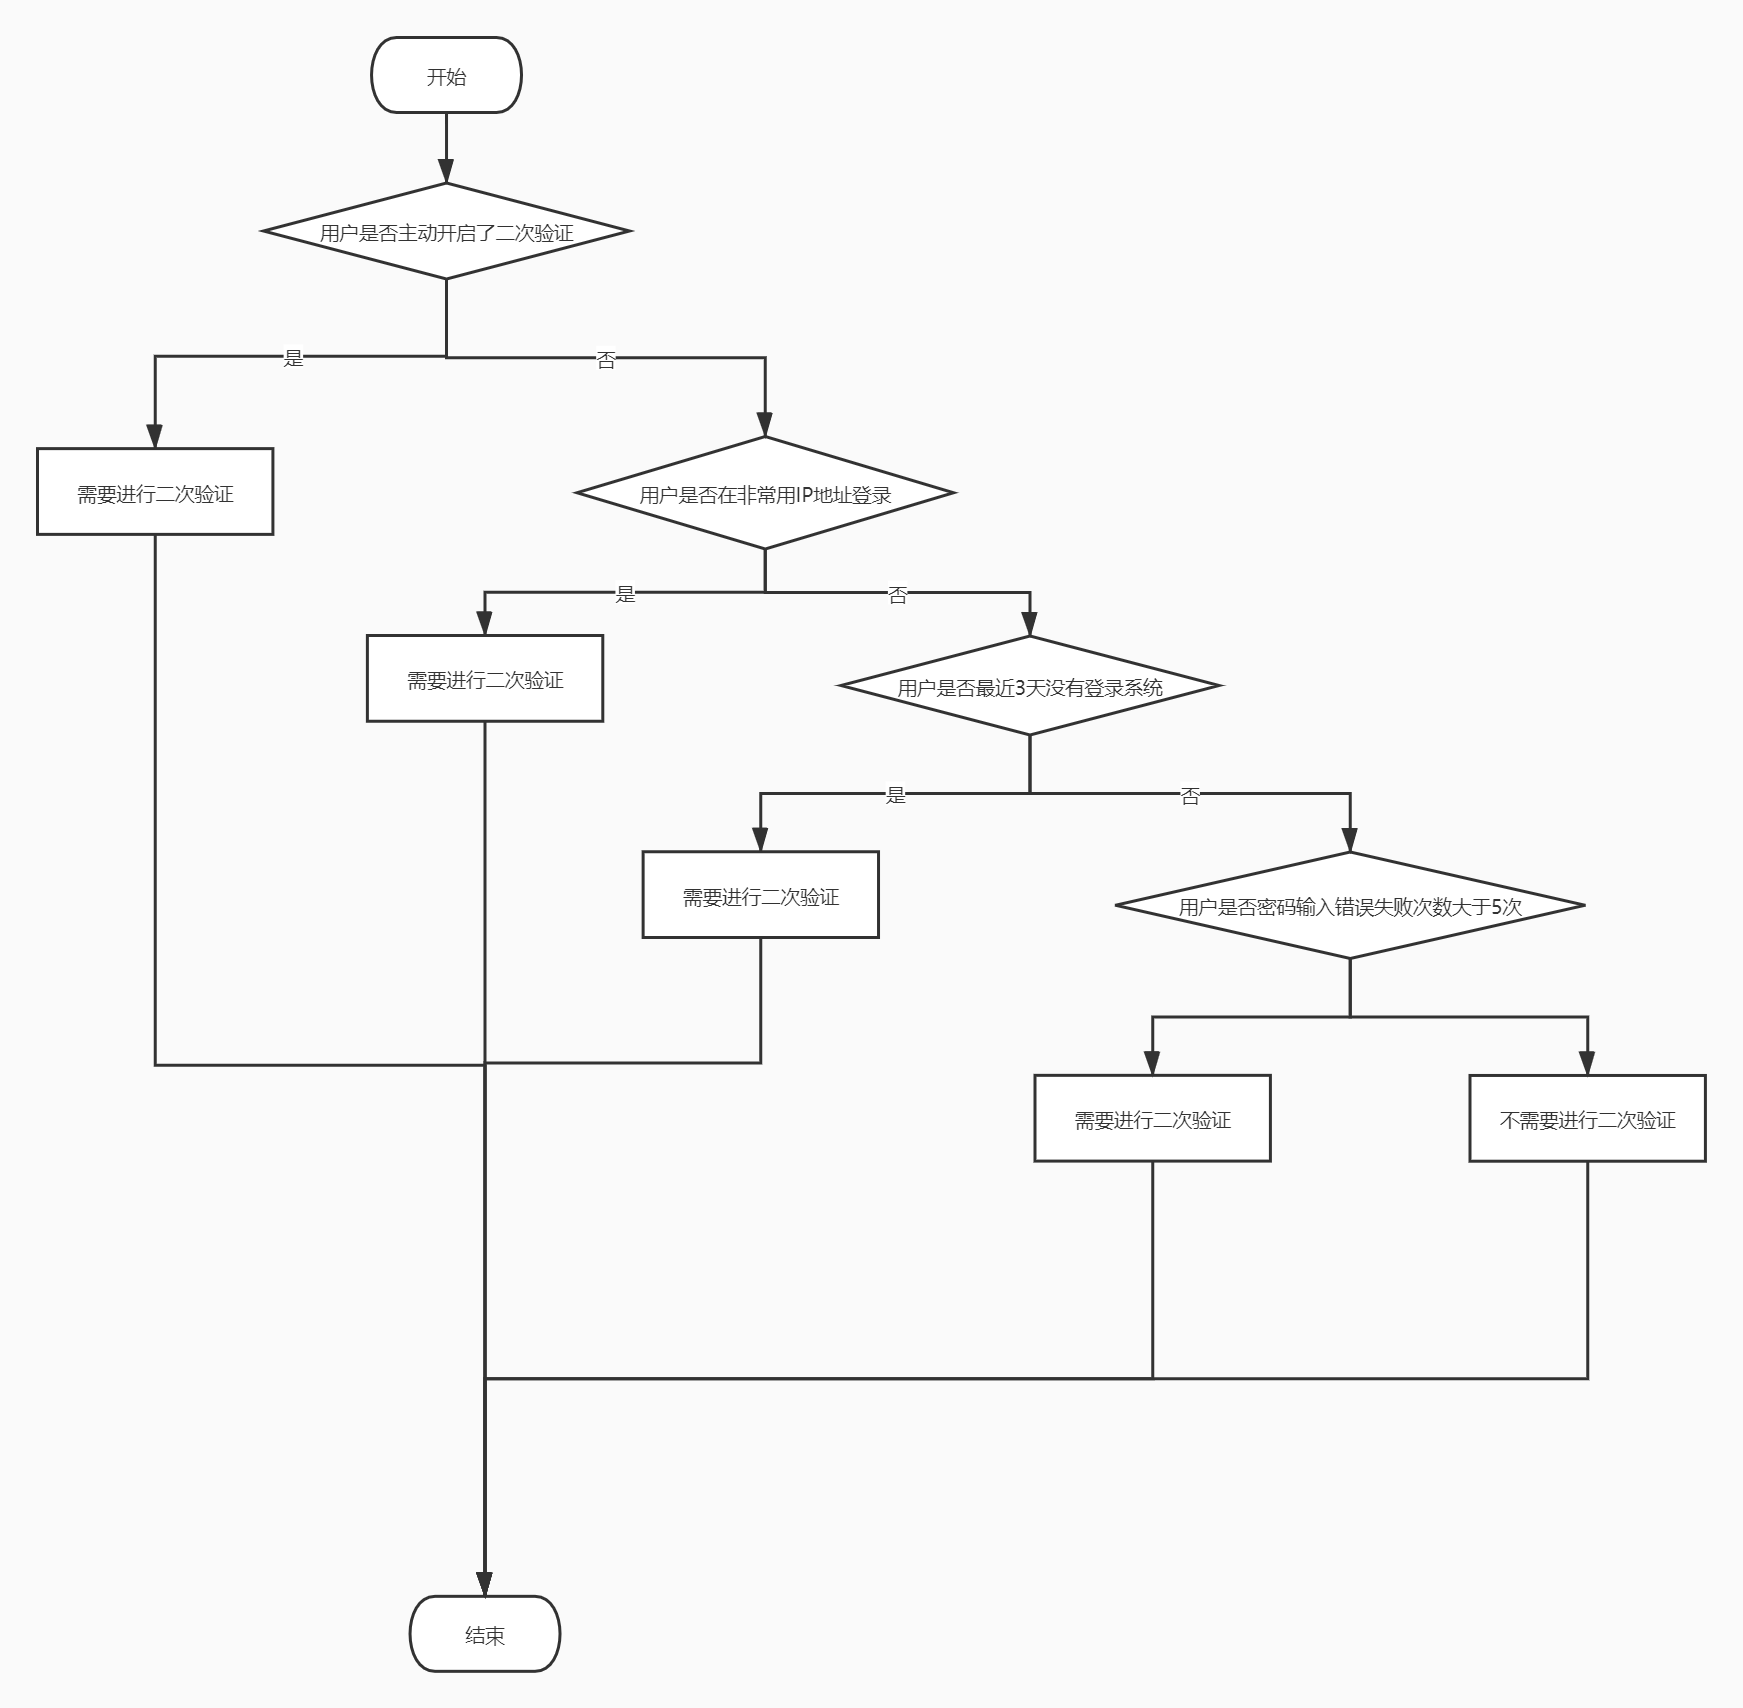 开始
用户是否主动开启了二次验证
是
否
需要进行二次验证
用户是否在非常用IP地址登录
是
否
需要进行二次验证
用户是否最近3天没有登录系统
是
否
需要进行二次验证
用户是否密码输入错误失败次数大于5次
需要进行二次验证
不需要进行二次验证
结束